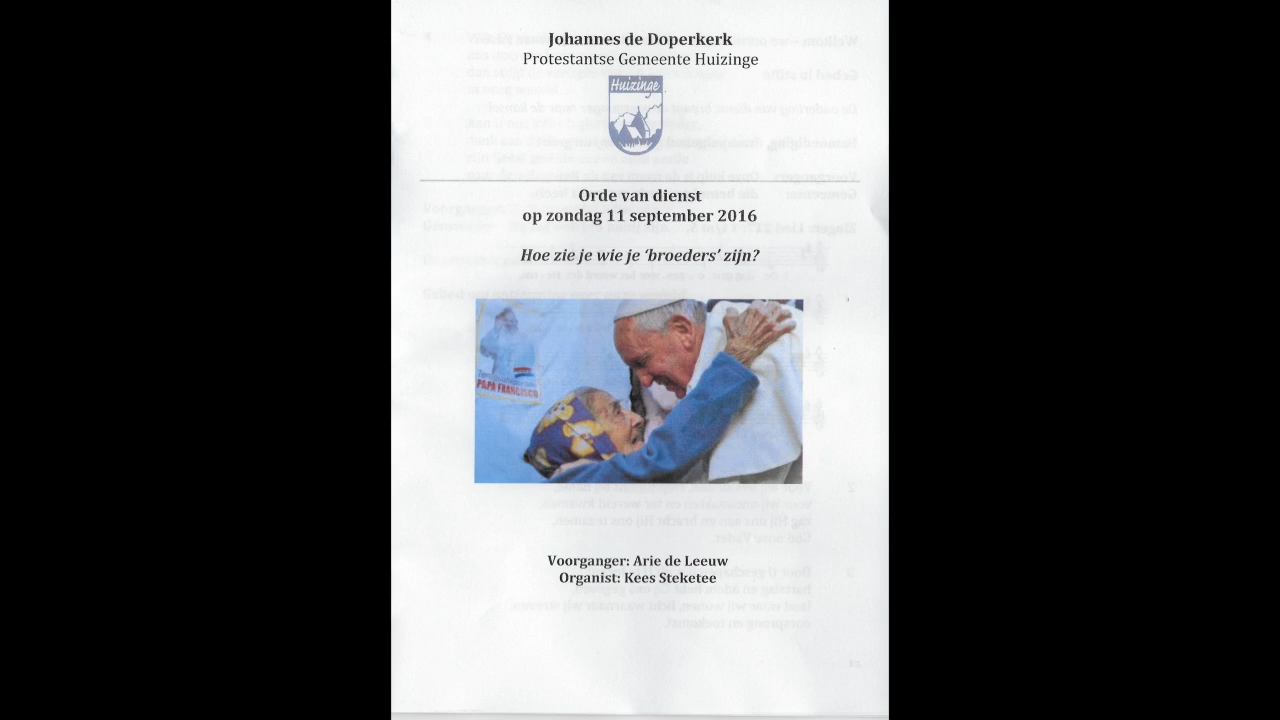 Johannes de Doperkerk
Protestantse Gemeente Huizinge
Huizinge
Orde van dienst
op zondag 11 september 2016
Hoe zie je wie je ‘broeders’ zijn?
PAPA FRANCISCO
Voorganger: Arie de Leeuw
Organist: Kees Steketee